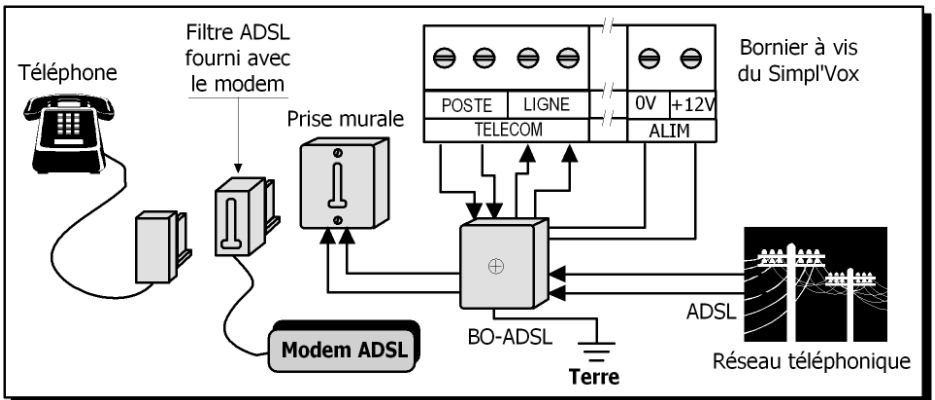 Téléphone
Filtre ADSL
fourni avec
le modem
Prise murale
POSTE LIGNE
TELECOM
0V +12V
ALIM
Bornier à vis
du Simpl'Vox
Modem ADSL
BO-ADSL
Terre
ADSL
Réseau téléphonique